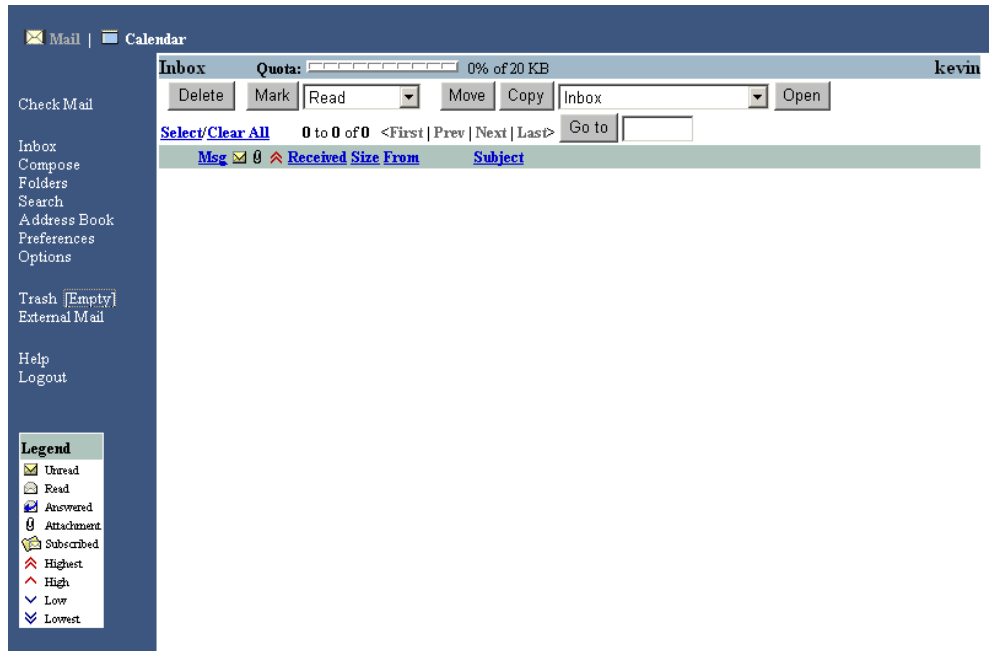 Mail | Calendar
Inbox Quota: 0% of 20 KB kevin
Delete Mark Read Move Copy Inbox Open
Select/Clear All 0 to 0 of 0 <First | Prev | Next | Last> Go to
Msg Received Size From Subject
Check Mail
Inbox
Compose
Folders
Search
Address Book
Preferences
Options
Trash [Empty]
External Mail
Help
Logout
Legend
Unread
Read
Answered
Attachment
Subscribed
Highest
High
Low
Lowest